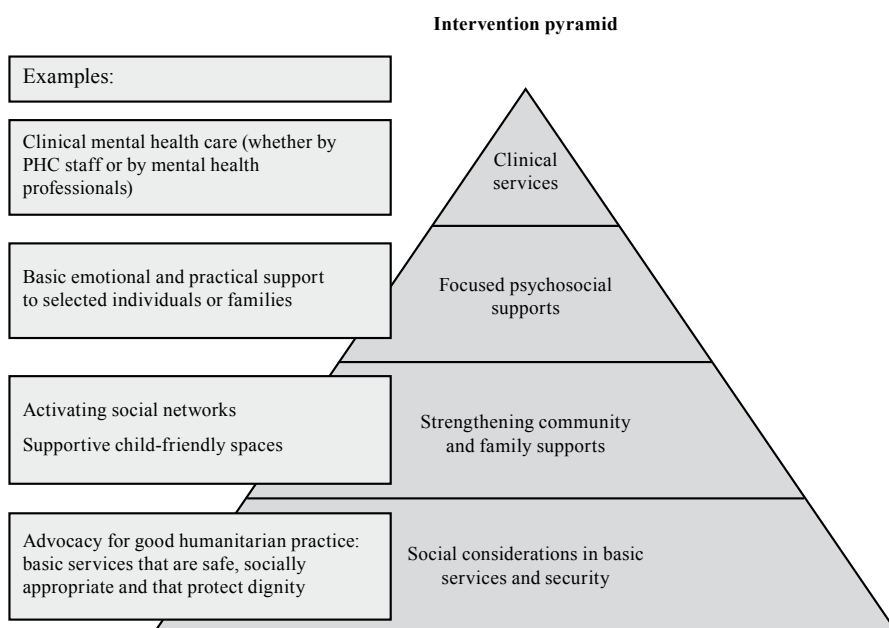 Intervention pyramid
Examples:
Clinical mental health care (whether by
PHC staff or by mental health
professionals)
Clinical
services
Basic emotional and practical support
to selected individuals or families
Focused psychosocial
supports
Activating social networks
Supportive child-friendly spaces
Strengthening community
and family supports
Advocacy for good humanitarian practice:
basic services that are safe, socially
appropriate and that protect dignity
Social considerations in basic
services and security